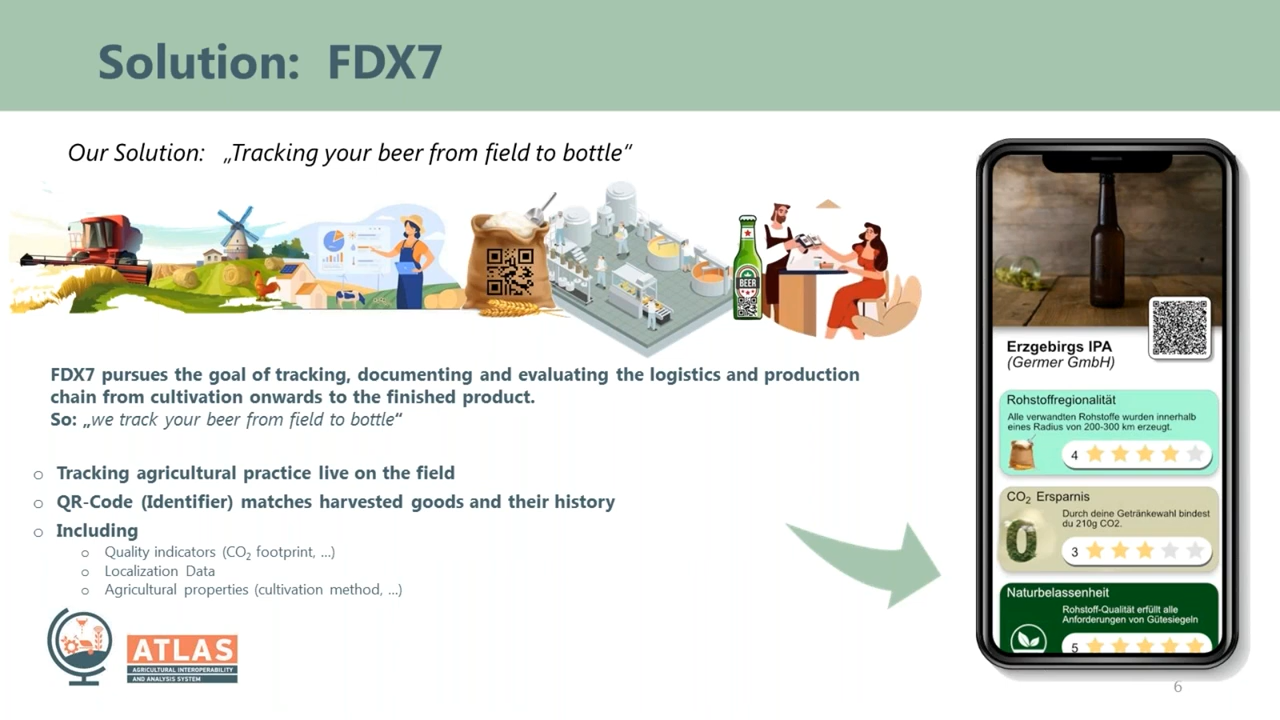 Solution: FDX7
Our Solution: „Tracking your beer from field to bottle“
BEER
FDX7 pursues the goal of tracking, documenting and evaluating the logistics and production
chain from cultivation onwards to the finished product.
So: „we track your beer from field to bottle“
o Tracking agricultural practice live on the field
o QR-Code (Identifier) matches harvested goods and their history
o Including
o Quality indicators (CO2 footprint, ...)
o Localization Data
o Agricultural properties (cultivation method, ...)
ATLAS
AGRICULTURAL INTEROPERABILITY
AND ANALYSIS SYSTEM
Erzgebirgs IPA
(Germer GmbH)
Rohstoffregionalität
Alle verwandten Rohstoffe wurden innerhalb
eines Radius von 200-300 km erzeugt.
4
CO2 Ersparnis
Durch deine Getränkewahl bindest
du 210g CO2.
3
Naturbelassenheit
Rohstoff-Qualität erfüllt alle
Anforderungen von Gütesiegeln
5
6